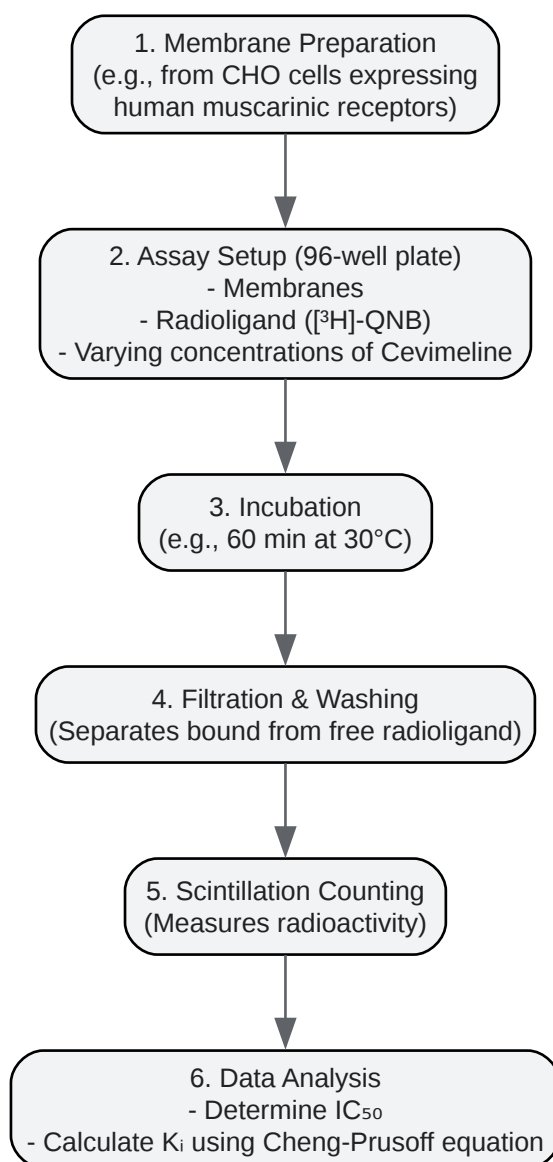 1. Membrane Preparation
(e.g., from CHO cells expressing
human muscarinic receptors)
2. Assay Setup (96-well plate)
- Membranes
- Radioligand ([³H]-QNB)
- Varying concentrations of Cevimeline
3. Incubation
(e.g., 60 min at 30°C)
4. Filtration & Washing
(Separates bound from free radioligand)
5. Scintillation Counting
(Measures radioactivity)
6. Data Analysis
- Determine IC₅₀
- Calculate Kᵢ using Cheng-Prusoff equation